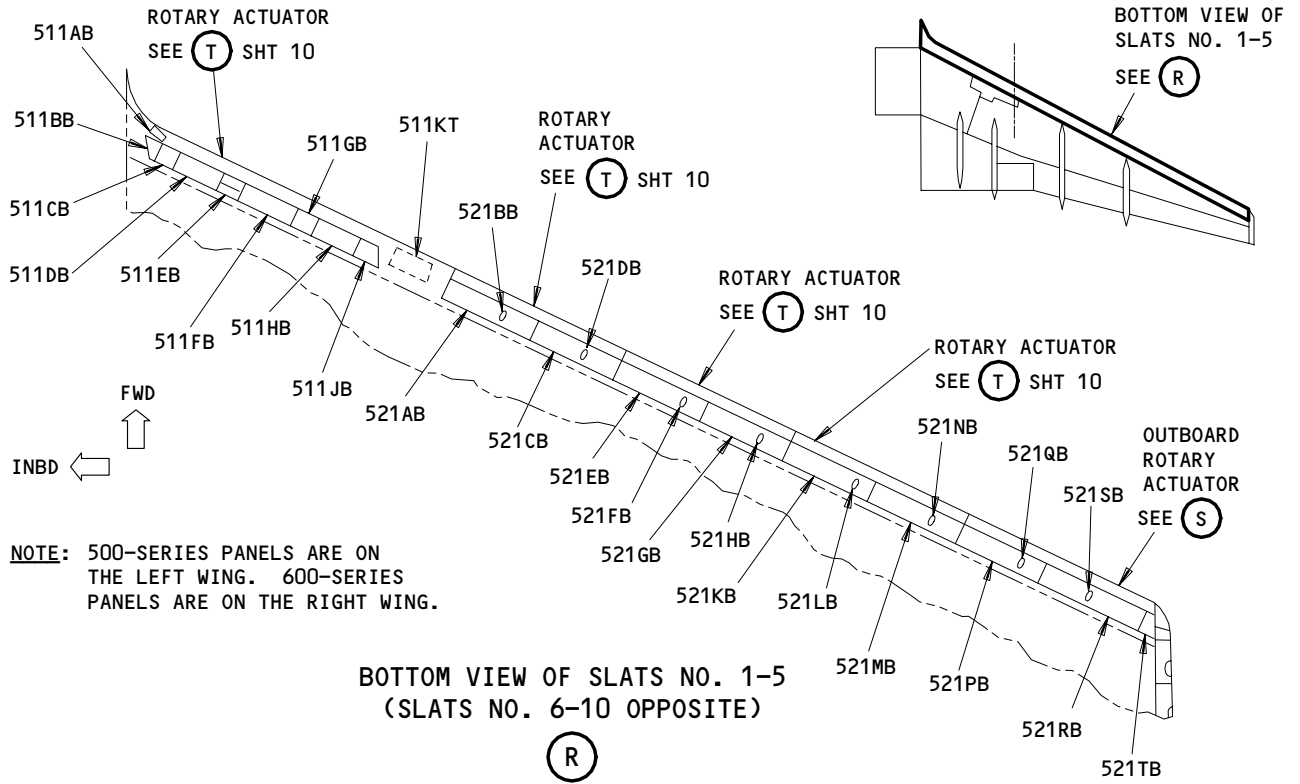 ROTARY ACTUATOR
SEE T SHT 10
511AB
511BB
511GB
511KT
511CB
511DB
511EB
511FB
511HB
511JB
ROTARY
ACTUATOR
SEE T SHT 10
521BB
521DB
BOTTOM VIEW OF
SLATS NO. 1-5
SEE R
ROTARY ACTUATOR
SEE T SHT 10
ROTARY ACTUATOR
SEE T SHT 10
521AB
521CB
521EB
521FB
521GB
521HB
521KB
521LB
521NB
521QB
521SB
521MB
521PB
521RB
521TB
OUTBOARD
ROTARY
ACTUATOR
SEE S
FWD
INBD
NOTE: 500-SERIES PANELS ARE ON
THE LEFT WING. 600-SERIES
PANELS ARE ON THE RIGHT WING.
BOTTOM VIEW OF SLATS NO. 1-5
(SLATS NO. 6-10 OPPOSITE)
R